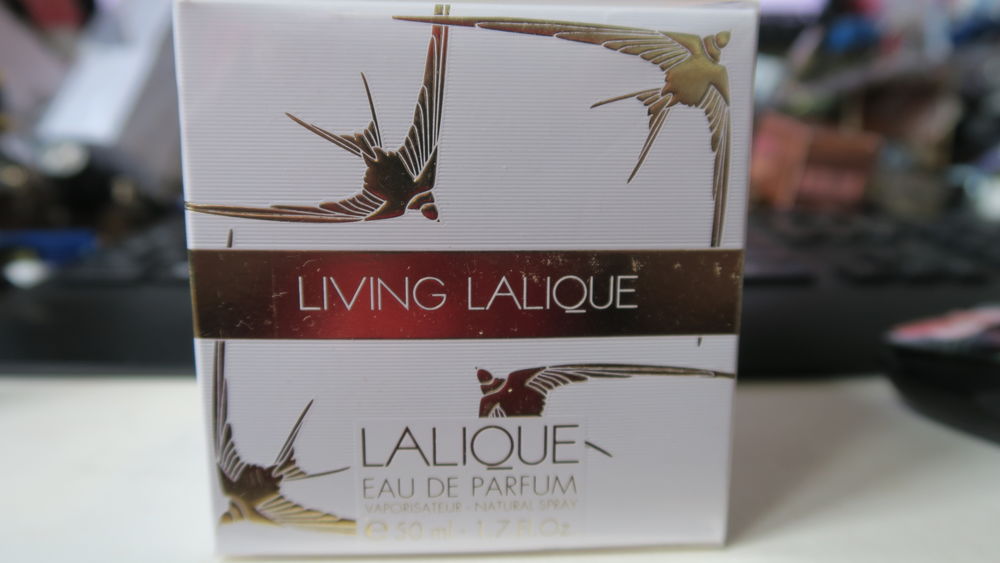 LIVING LALIQUE
LALIQUE
EAU DE PARFUM
VAPORISATEUR - NATURAL SPRAY
℮ 50 ml - 1.7 Fl.Oz